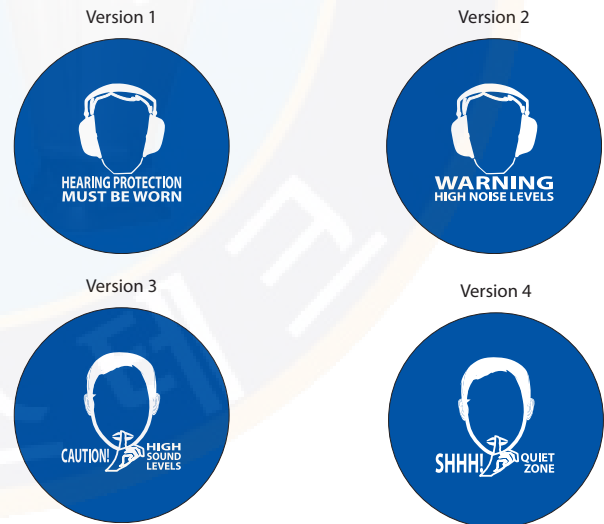 Version 1
Version 2
HEARING PROTECTION
MUST BE WORN
WARNING
HIGH NOISE LEVELS
Version 3
Version 4
CAUTION!
HIGH
SOUND
LEVELS
SHHH!
QUIET
ZONE